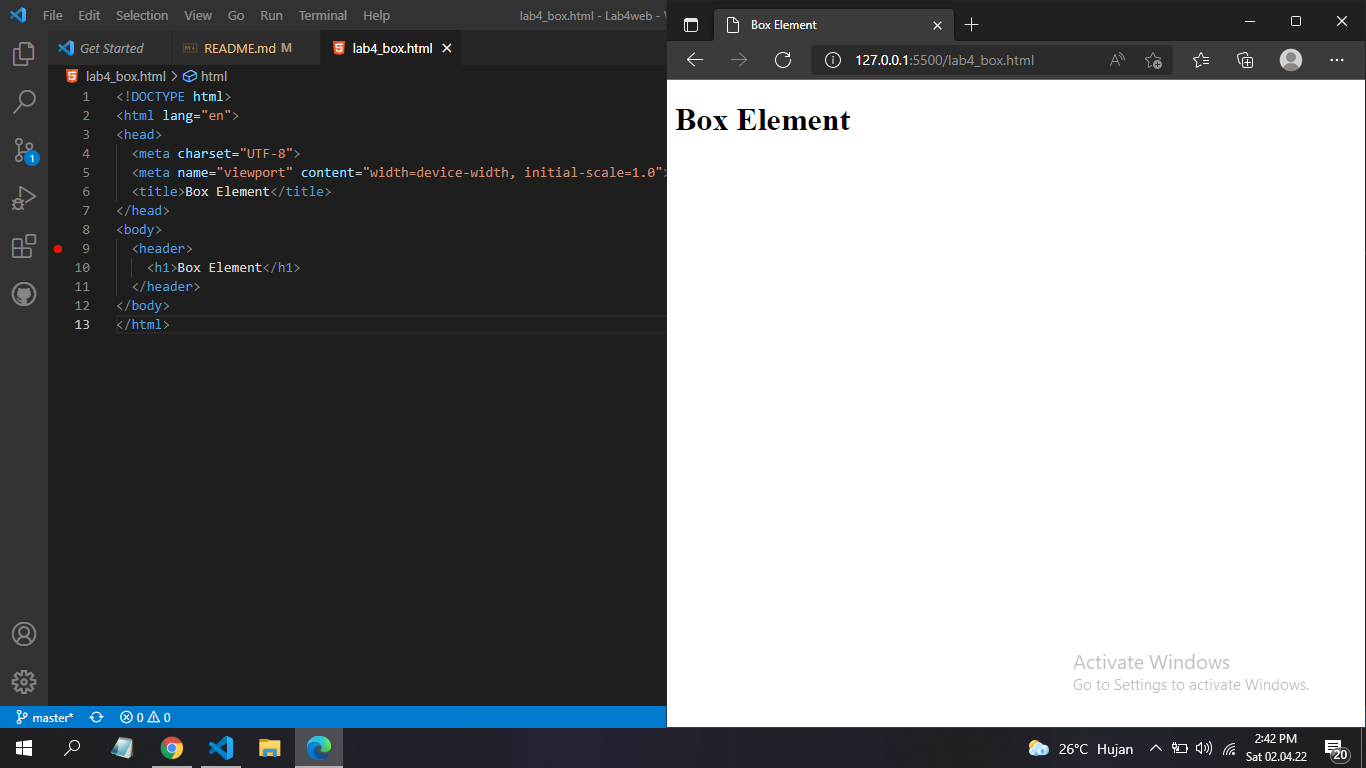 File Edit Selection View Go Run Terminal Help lab4_box.html - Lab4web - V
Get Started README.md M lab4_box.html
lab4_box.html > html
1 <!DOCTYPE html>
2 <html lang="en">
3 <head>
4 <meta charset="UTF-8">
5 <meta name="viewport" content="width=device-width, initial-scale=1.0">
6 <title>Box Element</title>
7 </head>
8 <body>
9 <header>
10 <h1>Box Element</h1>
11 </header>
12 </body>
13 </html>
1
master* 0 0
Box Element
127.0.0.1:5500/lab4_box.html
Box Element
Activate Windows
Go to Settings to activate Windows.
26°C Hujan
2:42 PM
Sat 02.04.22
20